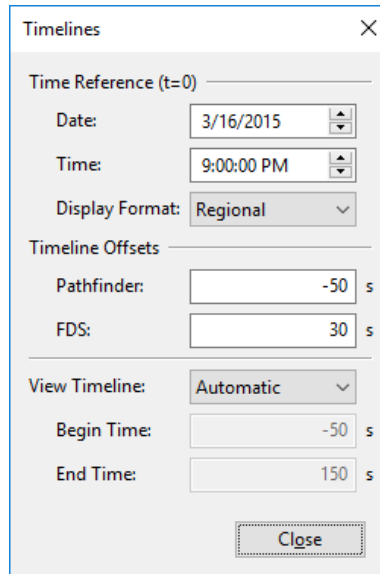 Timelines
Time Reference (t=0)
Date: 3/16/2015
Time: 9:00:00 PM
Display Format: Regional
Timeline Offsets
Pathfinder: -50 s
FDS: 30 s
View Timeline: Automatic
Begin Time: -50 s
End Time: 150 s
Close